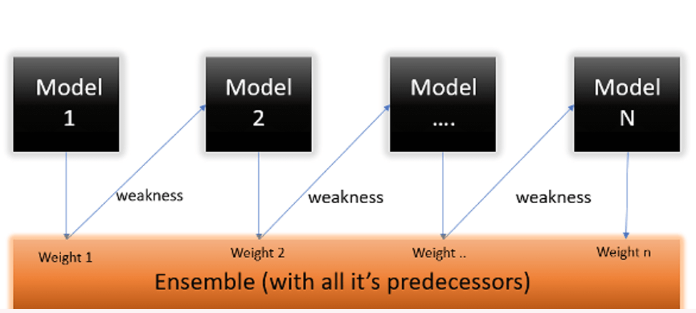 Model
1
Model
2
Model
....
Model
N
weakness
weakness
weakness
Weight 1
Weight 2
Weight ..
Weight n
Ensemble (with all it's predecessors)